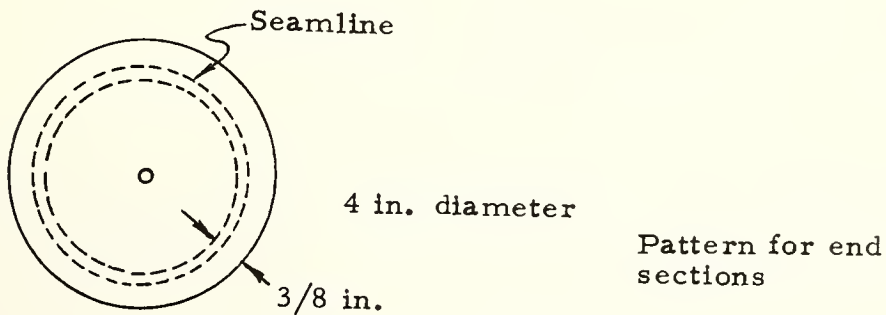 Seamline
4 in. diameter
Pattern for end
sections
3/8 in.